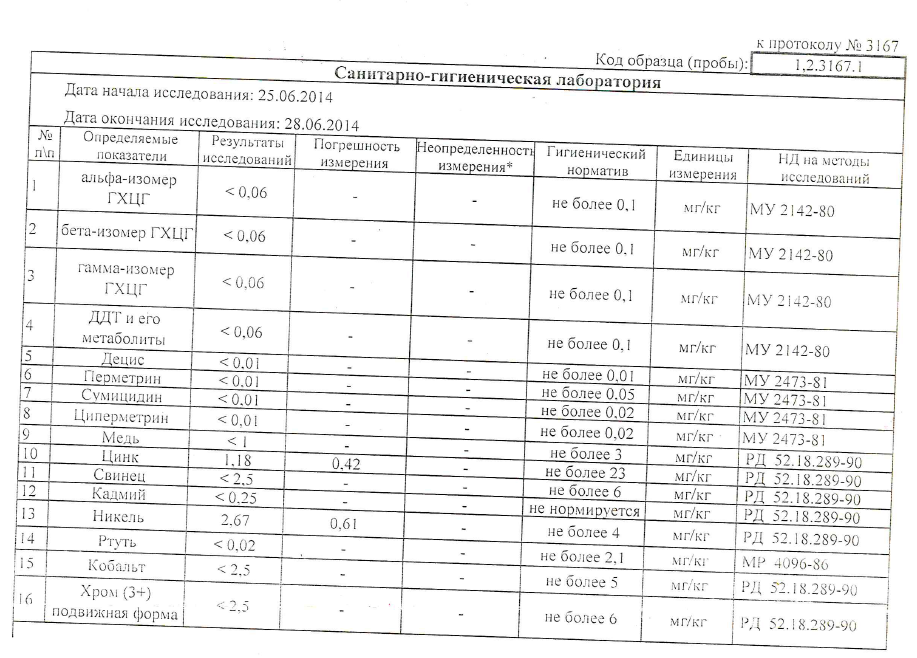 к протоколу № 3167
Код образца (пробы): 1,2.3167.1
Санитарно-гигиеническая лаборатория
Дата начала исследования: 25.06.2014
Дата окончания исследования: 28.06.2014
№ п\п Определяемые показатели Результаты исследований Погрешность измерения Неопределенность измерения* Гигиенический норматив Единицы измерения НД на методы исследований
1 альфа-изомер ГХЦГ < 0,06 - - не более 0,1 мг/кг МУ 2142-80
2 бета-изомер ГХЦГ < 0,06 - - не более 0,1 мг/кг МУ 2142-80
3 гамма-изомер ГХЦГ < 0,06 - - не более 0,1 мг/кг МУ 2142-80
4 ДДТ и его метаболиты < 0,06 - - не более 0,1 мг/кг МУ 2142-80
5 Децис < 0,01 - - не более 0,01 мг/кг МУ 2473-81
6 Перметрин < 0,01 - - не более 0,05 мг/кг МУ 2473-81
7 Сумицидин < 0,01 - - не более 0,02 мг/кг МУ 2473-81
8 Циперметрин < 0,01 - - не более 0,02 мг/кг МУ 2473-81
9 Медь < 1 - - не более 3 мг/кг РД 52.18.289-90
10 Цинк 1,18 0,42 - не более 23 мг/кг РД 52.18.289-90
11 Свинец < 2,5 - - не более 6 мг/кг РД 52.18.289-90
12 Кадмий < 0,25 - - не нормируется мг/кг РД 52.18.289-90
13 Никель 2,67 0,61 - не более 4 мг/кг РД 52.18.289-90
14 Ртуть < 0,02 - - не более 2,1 мг/кг МР 4096-86
15 Кобальт < 2,5 - - не более 5 мг/кг РД 52.18.289-90
16 Хром (3+) подвижная форма < 2,5 - - не более 6 мг/кг РД 52.18.289-90